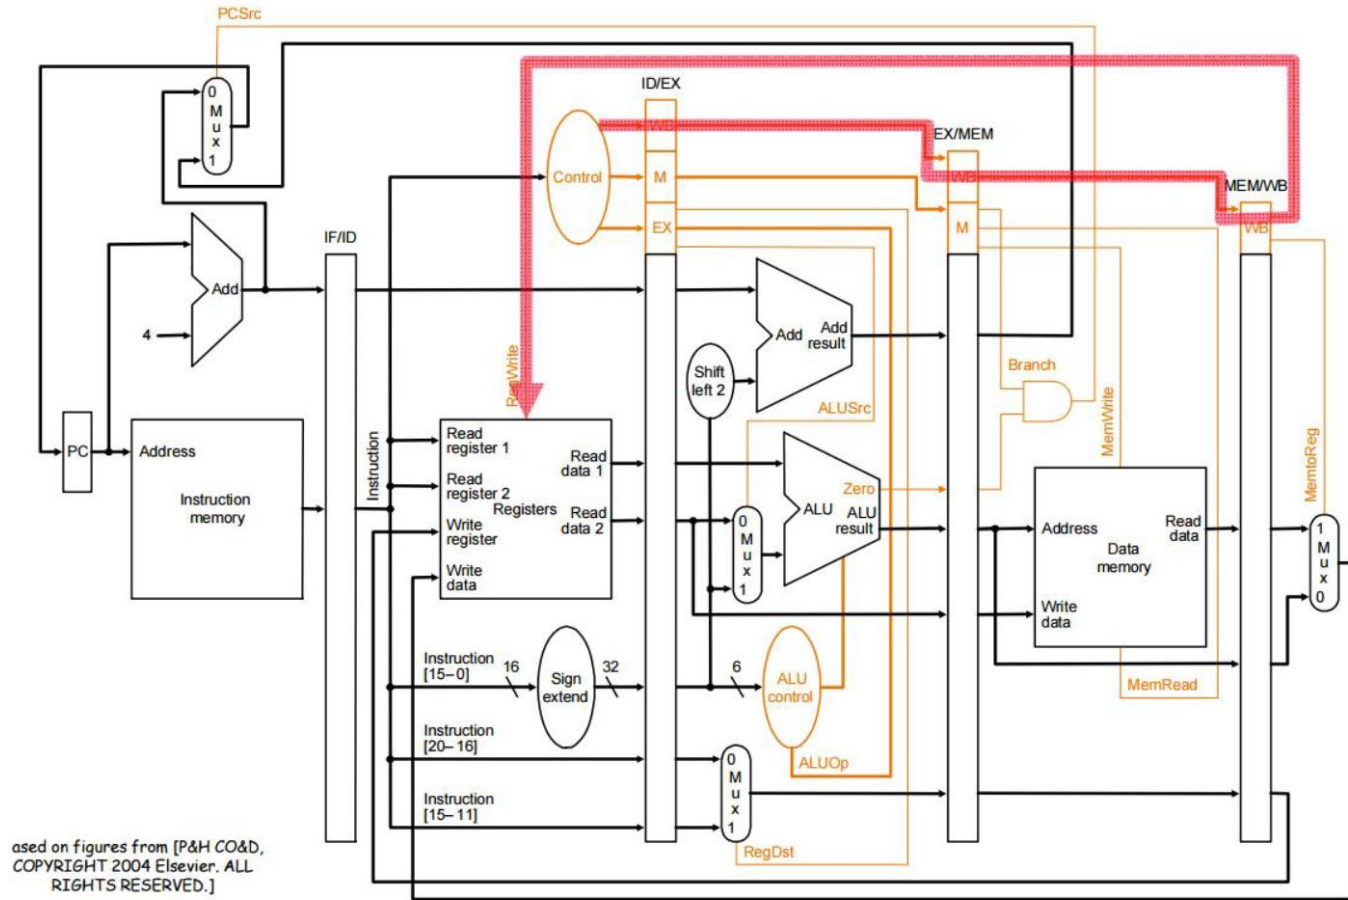 PCSrc
ID/EX
0
M
u
x
1
WB
EX/MEM
Control
M
WB
MEM/WB
IF/ID
EX
M
WB
Add
4
Add
Add
result
RegWrite
Shift
left 2
Branch
ALUSrc
MemWrite
MemtoReg
PC
Address
Instruction
memory
Instruction
Read
register 1
Read
register 2
Write
register
Write
data
Registers
Read
data 1
Read
data 2
0
M
u
x
1
Zero
ALU
ALU
result
Address
Write
data
Data
memory
Read
data
1
M
u
x
0
Instruction
[15–0]
16
Sign
extend
32
6
ALU
control
MemRead
Instruction
[20–16]
ALUOp
0
M
u
x
1
Instruction
[15–11]
RegDst
ased on figures from [P&H CO&D,
COPYRIGHT 2004 Elsevier. ALL
RIGHTS RESERVED.]